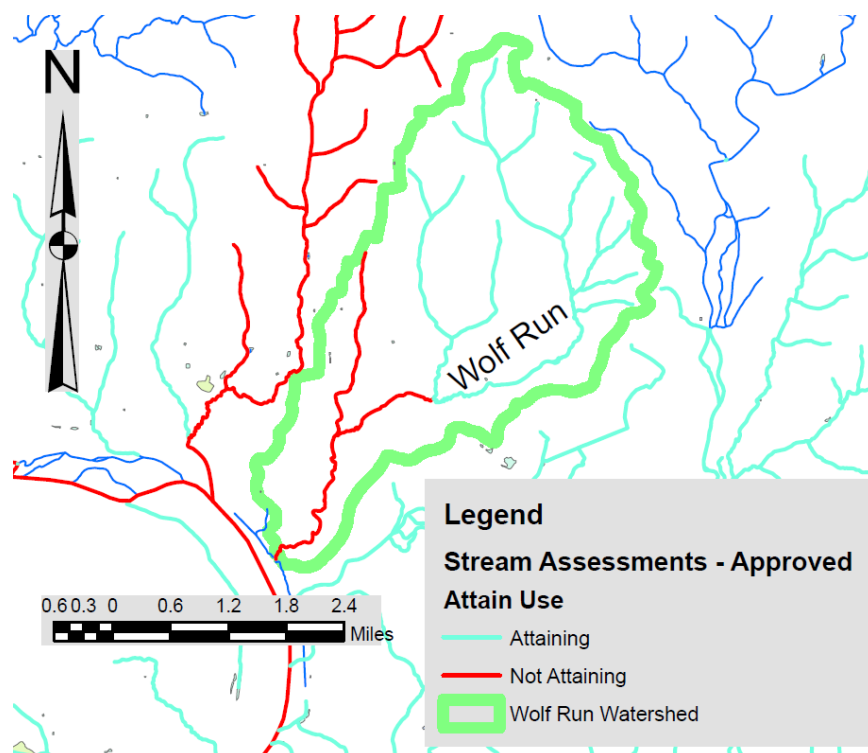 N
Wolf Run
Legend
Stream Assessments - Approved
Attain Use
Attaining
Not Attaining
Wolf Run Watershed
0.6 0.3 0 0.6 1.2 1.8 2.4
Miles